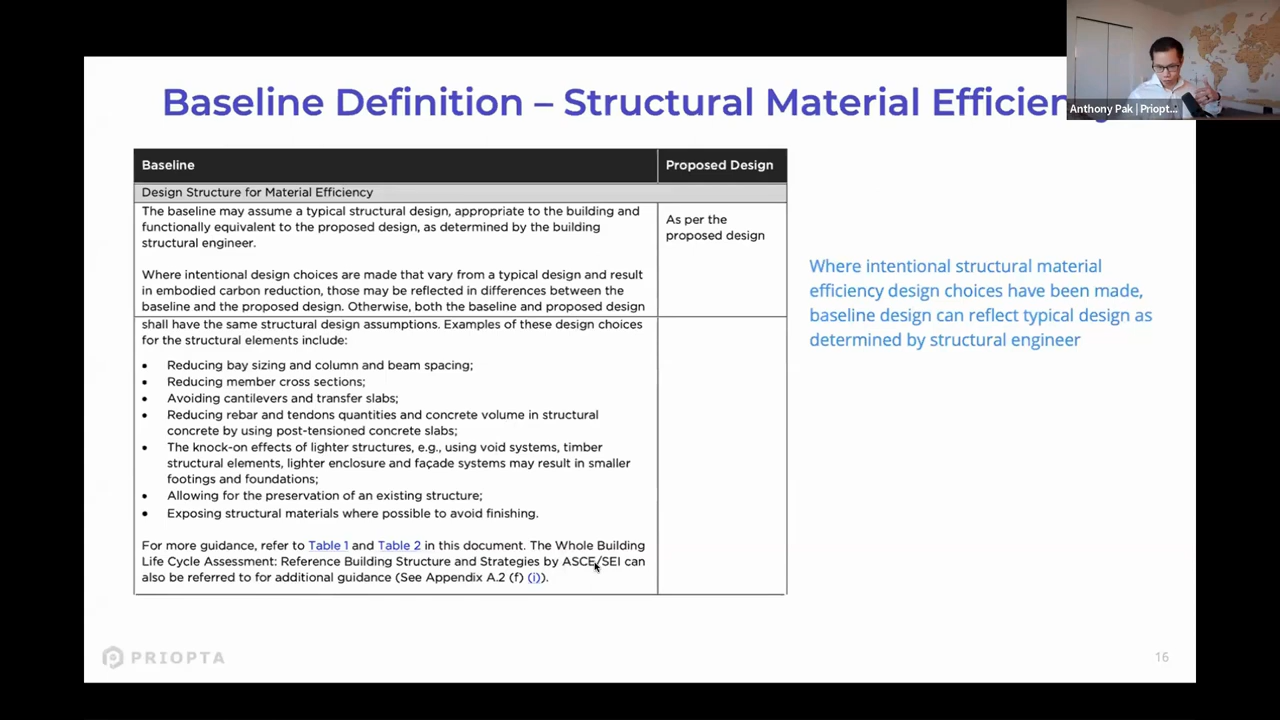 Baseline Definition – Structural Material Efficien
Anthony Pak | Priopt...
Baseline
Proposed Design
Design Structure for Material Efficiency
The baseline may assume a typical structural design, appropriate to the building and
functionally equivalent to the proposed design, as determined by the building
structural engineer.
As per the
proposed design
Where intentional design choices are made that vary from a typical design and result
in embodied carbon reduction, those may be reflected in differences between the
baseline and the proposed design. Otherwise, both the baseline and proposed design
shall have the same structural design assumptions. Examples of these design choices
for the structural elements include:
• Reducing bay sizing and column and beam spacing;
• Reducing member cross sections;
• Avoiding cantilevers and transfer slabs;
• Reducing rebar and tendons quantities and concrete volume in structural
concrete by using post-tensioned concrete slabs;
• The knock-on effects of lighter structures, e.g., using void systems, timber
structural elements, lighter enclosure and façade systems may result in smaller
footings and foundations;
• Allowing for the preservation of an existing structure;
• Exposing structural materials where possible to avoid finishing.
For more guidance, refer to Table 1 and Table 2 in this document. The Whole Building
Life Cycle Assessment: Reference Building Structure and Strategies by ASCE/SEI can
also be referred to for additional guidance (See Appendix A.2 (f) (i)).
Where intentional structural material
efficiency design choices have been made,
baseline design can reflect typical design as
determined by structural engineer
PRIOPTA
16